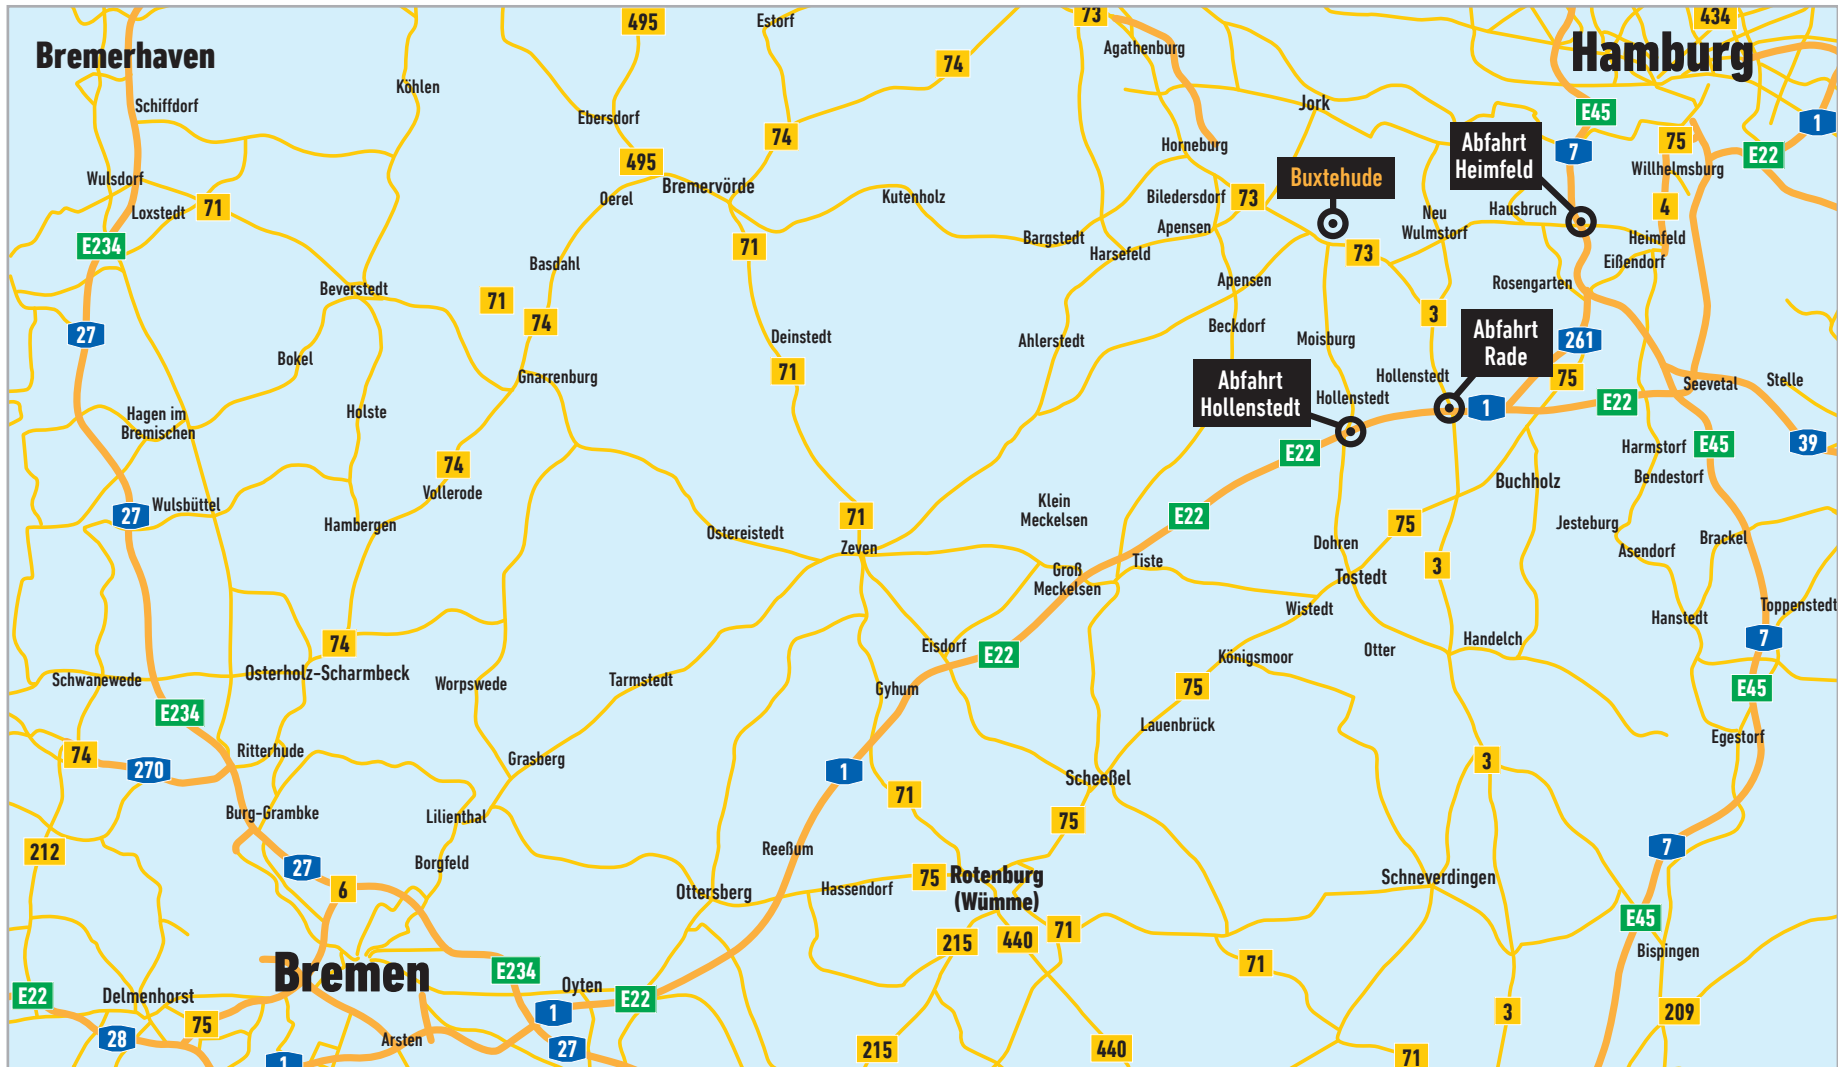 495
Estorf
73
434
Agathenburg
Bremerhaven
Hamburg
74
Köhlen
Schiffdorf
Jork
E45
Ebersdorf
1
74
Abfahrt
Heimfeld
75
Horneburg
7
E22
495
Willhelmsburg
Wulsdorf
Bremervörde
Buxtehude
Oerel
Kutenholz
Biledersdorf
73
4
Loxstedt
71
Hausbruch
Neu
Wulmstorf
Apensen
Bargstedt
Heimfeld
E234
71
Harsefeld
73
Basdahl
Eißendorf
Apensen
Rosengarten
Beverstedt
71
74
3
Beckdorf
27
Deinstedt
Ahlerstedt
Moisburg
Abfahrt
Rade
261
Bokel
71
Gnarrenburg
Hollenstedt
75
Seevetal
Stelle
Abfahrt
Hollenstedt
Hollenstedt
1
E22
Hagen im
Bremischen
Holste
39
E22
Harmstorf
E45
74
Vollerode
Buchholz
Bendestorf
27
Wulsbüttel
Klein
Meckelsen
E22
71
Hambergen
Ostereistedt
75
Jesteburg
Zeven
Dohren
Asendorf
Brackel
Tiste
3
Groß
Meckelsen
Tostedt
Wistedt
Toppenstedt
Hanstedt
74
Eisdorf
E22
Handelch
7
Otter
Königsmoor
Osterholz-Scharmbeck
Schwanewede
Worpswede
Tarmstedt
Gyhum
75
E45
E234
Lauenbrück
Egestorf
74
Ritterhude
270
Grasberg
3
1
Scheeßel
71
Burg-Grambke
Lilienthal
75
212
Reeßum
7
27
Borgfeld
6
Ottersberg
Hassendorf
75
Rotenburg
(Wümme)
Schneverdingen
E45
71
215
440
Bispingen
Bremen
E234
71
E22
Delmenhorst
Oyten
E22
75
1
3
209
28
Arsten
27
215
440
71
1